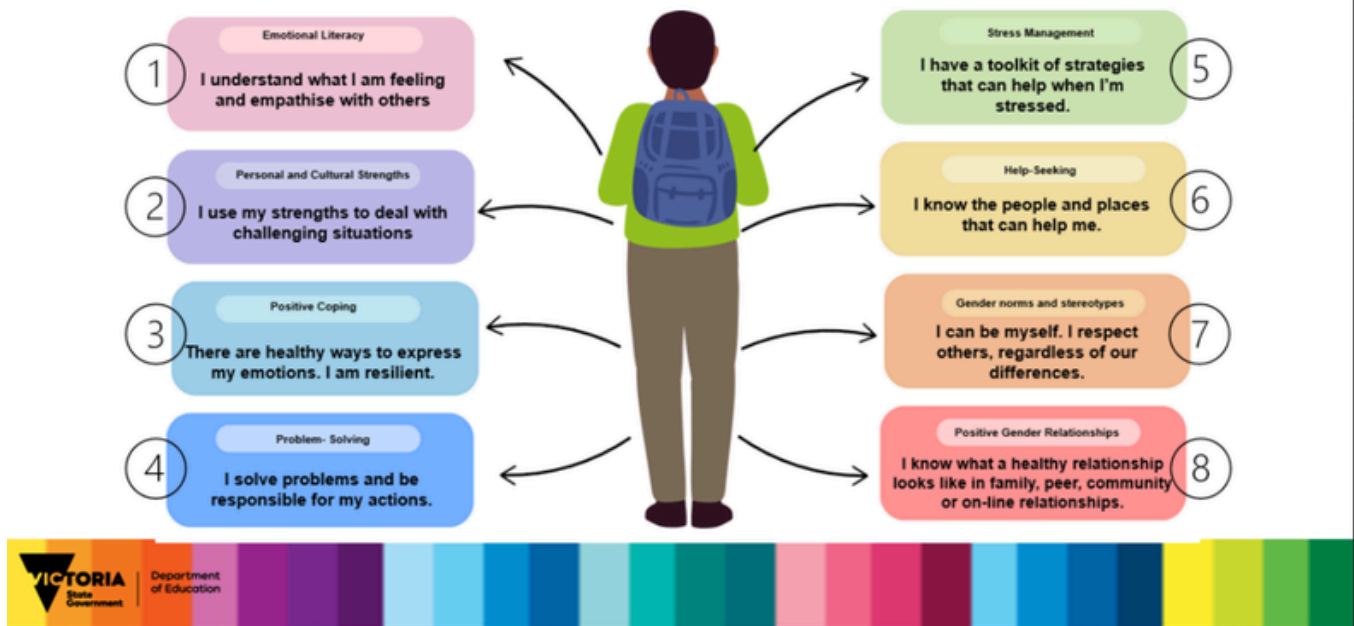 1
Emotional Literacy
I understand what I am feeling
and empathise with others
2
Personal and Cultural Strengths
I use my strengths to deal with
challenging situations
3
Positive Coping
There are healthy ways to express
my emotions. I am resilient.
4
Problem- Solving
I solve problems and be
responsible for my actions.
5
Stress Management
I have a toolkit of strategies
that can help when I'm
stressed.
6
Help-Seeking
I know the people and places
that can help me.
7
Gender norms and stereotypes
I can be myself. I respect
others, regardless of our
differences.
8
Positive Gender Relationships
I know what a healthy relationship
looks like in family, peer, community
or on-line relationships.
VICTORIA
State
Government
Department
of Education